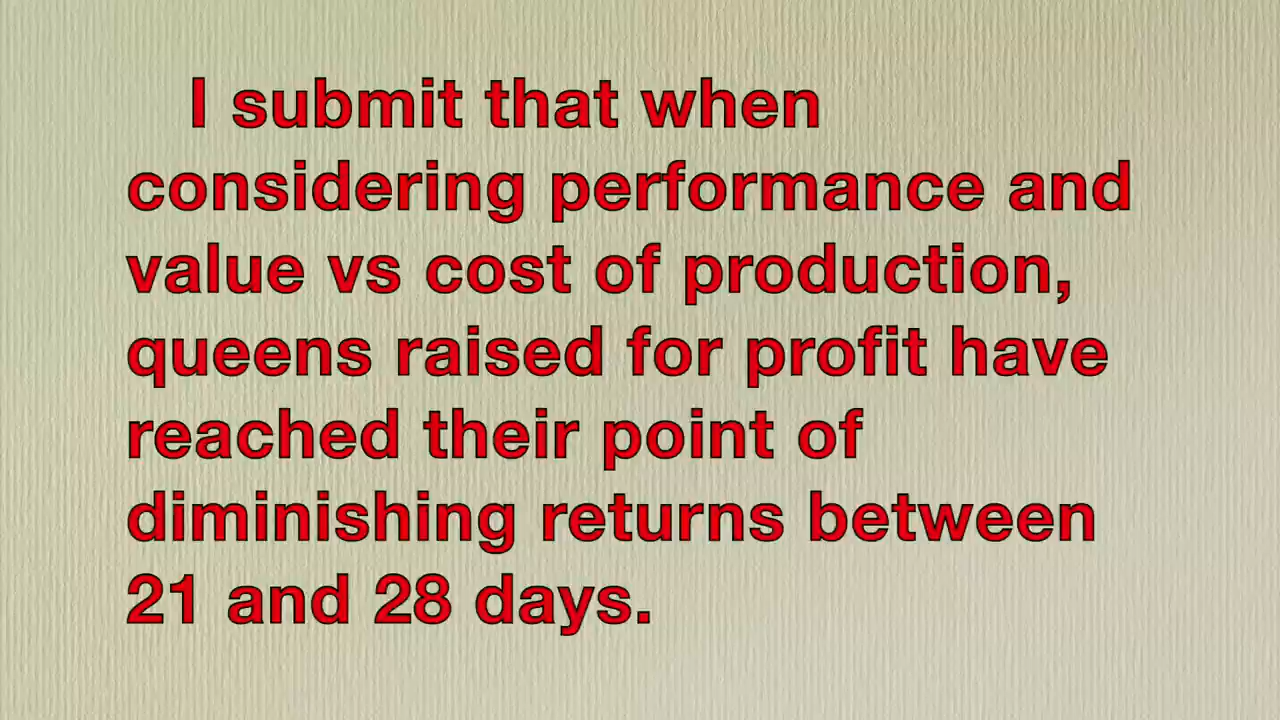 I submit that when
considering performance and
value vs cost of production,
queens raised for profit have
reached their point of
diminishing returns between
21 and 28 days.